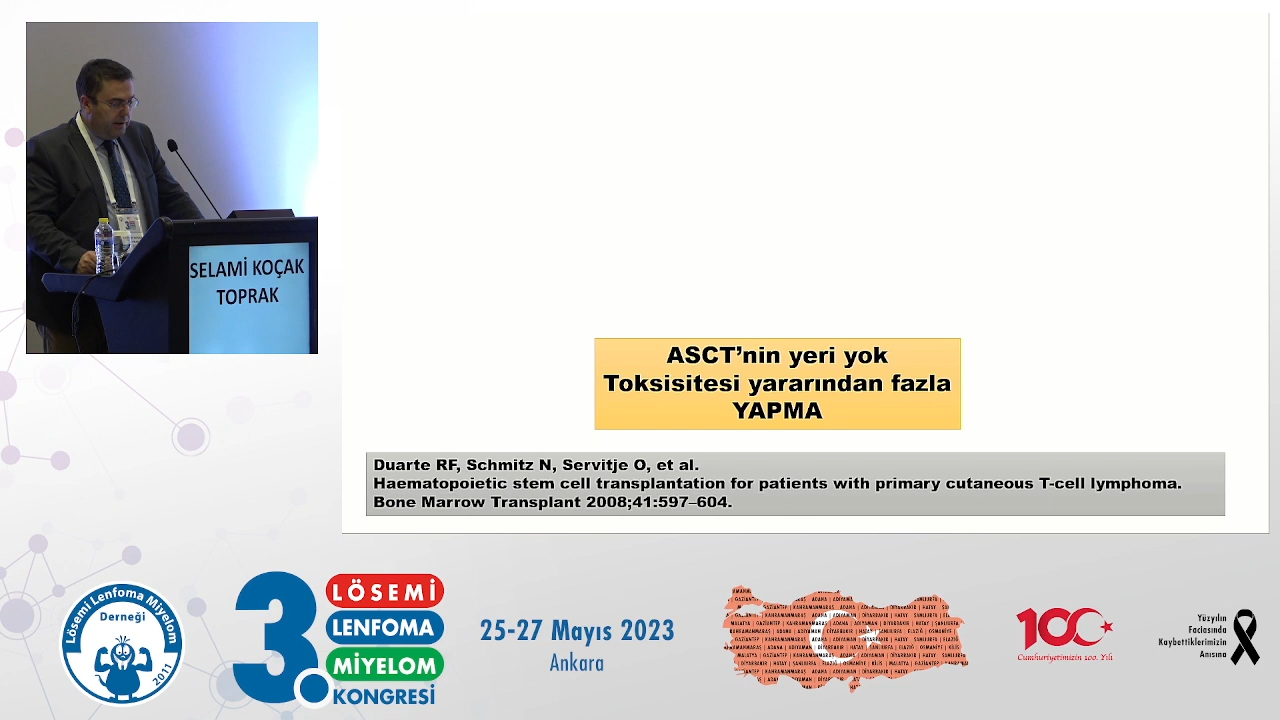 SELAMİ KOÇAK
TOPRAK
ASCT’nin yeri yok
Toksisitesi yararından fazla
YAPMA
Duarte RF, Schmitz N, Servitje O, et al.
Haematopoietic stem cell transplantation for patients with primary cutaneous T-cell lymphoma.
Bone Marrow Transplant 2008;41:597–604.
Lösemi Lenfoma Miyelom
Derneği
2021
3.
LÖSEMİ
LENFOMA
MİYELOM
KONGRESİ
25-27 Mayıs 2023
Ankara
100
Cumhuriyetimizin 100. Yılı
Yüzyılın
Faciasında
Kaybettiklerimizin
Anısına